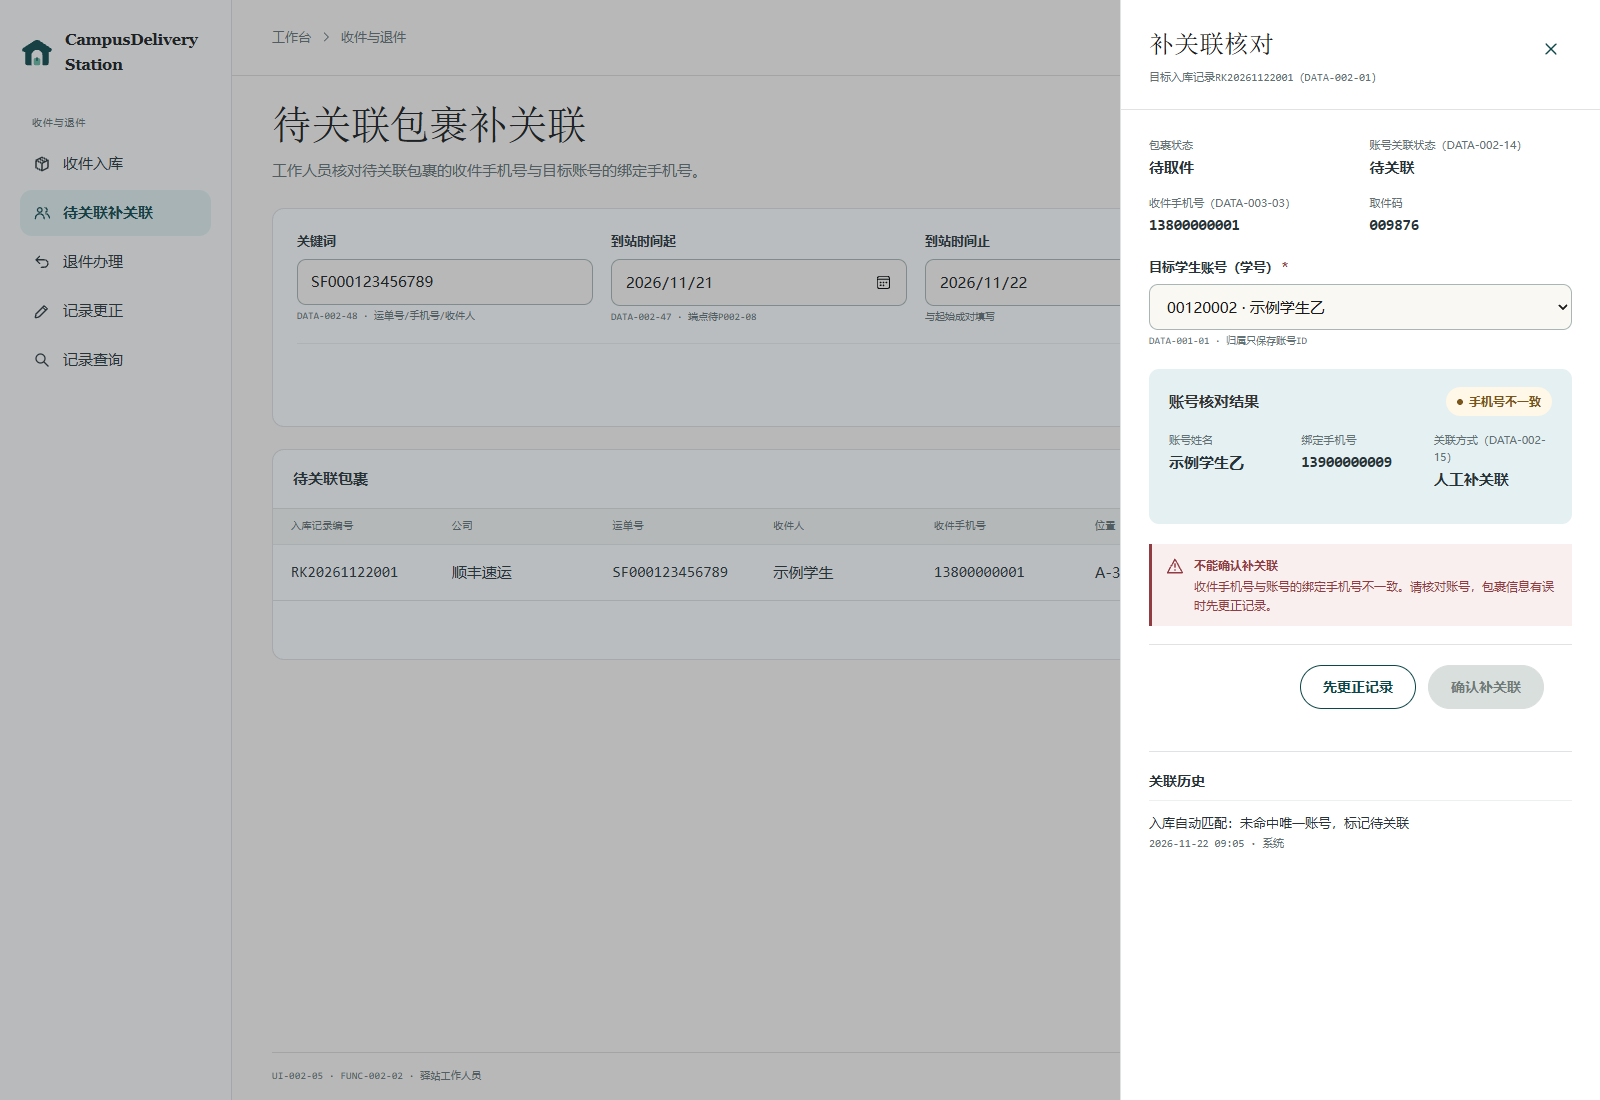 CampusDelivery
Station
收件与退件
收件入库
待关联补关联
退件办理
记录更正
记录查询
工作台 > 收件与退件
待关联包裹补关联
工作人员核对待关联包裹的收件手机号与目标账号的绑定手机号。
关键词 到站时间起 到站时间止
SF000123456789 2026/11/21 2026/11/22
DATA-002-48 · 运单号/手机号/收件人 DATA-002-47 · 端点待P002-08 与起始成对填写
待关联包裹
入库记录编号 公司 运单号 收件人 收件手机号 位置
RK20261122001 顺丰速运 SF000123456789 示例学生 13800000001 A-3
UI-002-05 · FUNC-002-02 · 驿站工作人员
补关联核对
目标入库记录RK20261122001 (DATA-002-01)
包裹状态 账号关联状态 (DATA-002-14)
待取件 待关联
收件手机号 (DATA-003-03) 取件码
13800000001 009876
目标学生账号（学号） *
00120002 · 示例学生乙
DATA-001-01 · 归属只保存账号ID
账号核对结果 手机号不一致
账号姓名 绑定手机号 关联方式 (DATA-002-
15)
示例学生乙 13900000009 人工补关联
不能确认补关联
收件手机号与账号的绑定手机号不一致。请核对账号，包裹信息有误
时先更正记录。
先更正记录 确认补关联
关联历史
入库自动匹配：未命中唯一账号，标记待关联
2026-11-22 09:05 · 系统